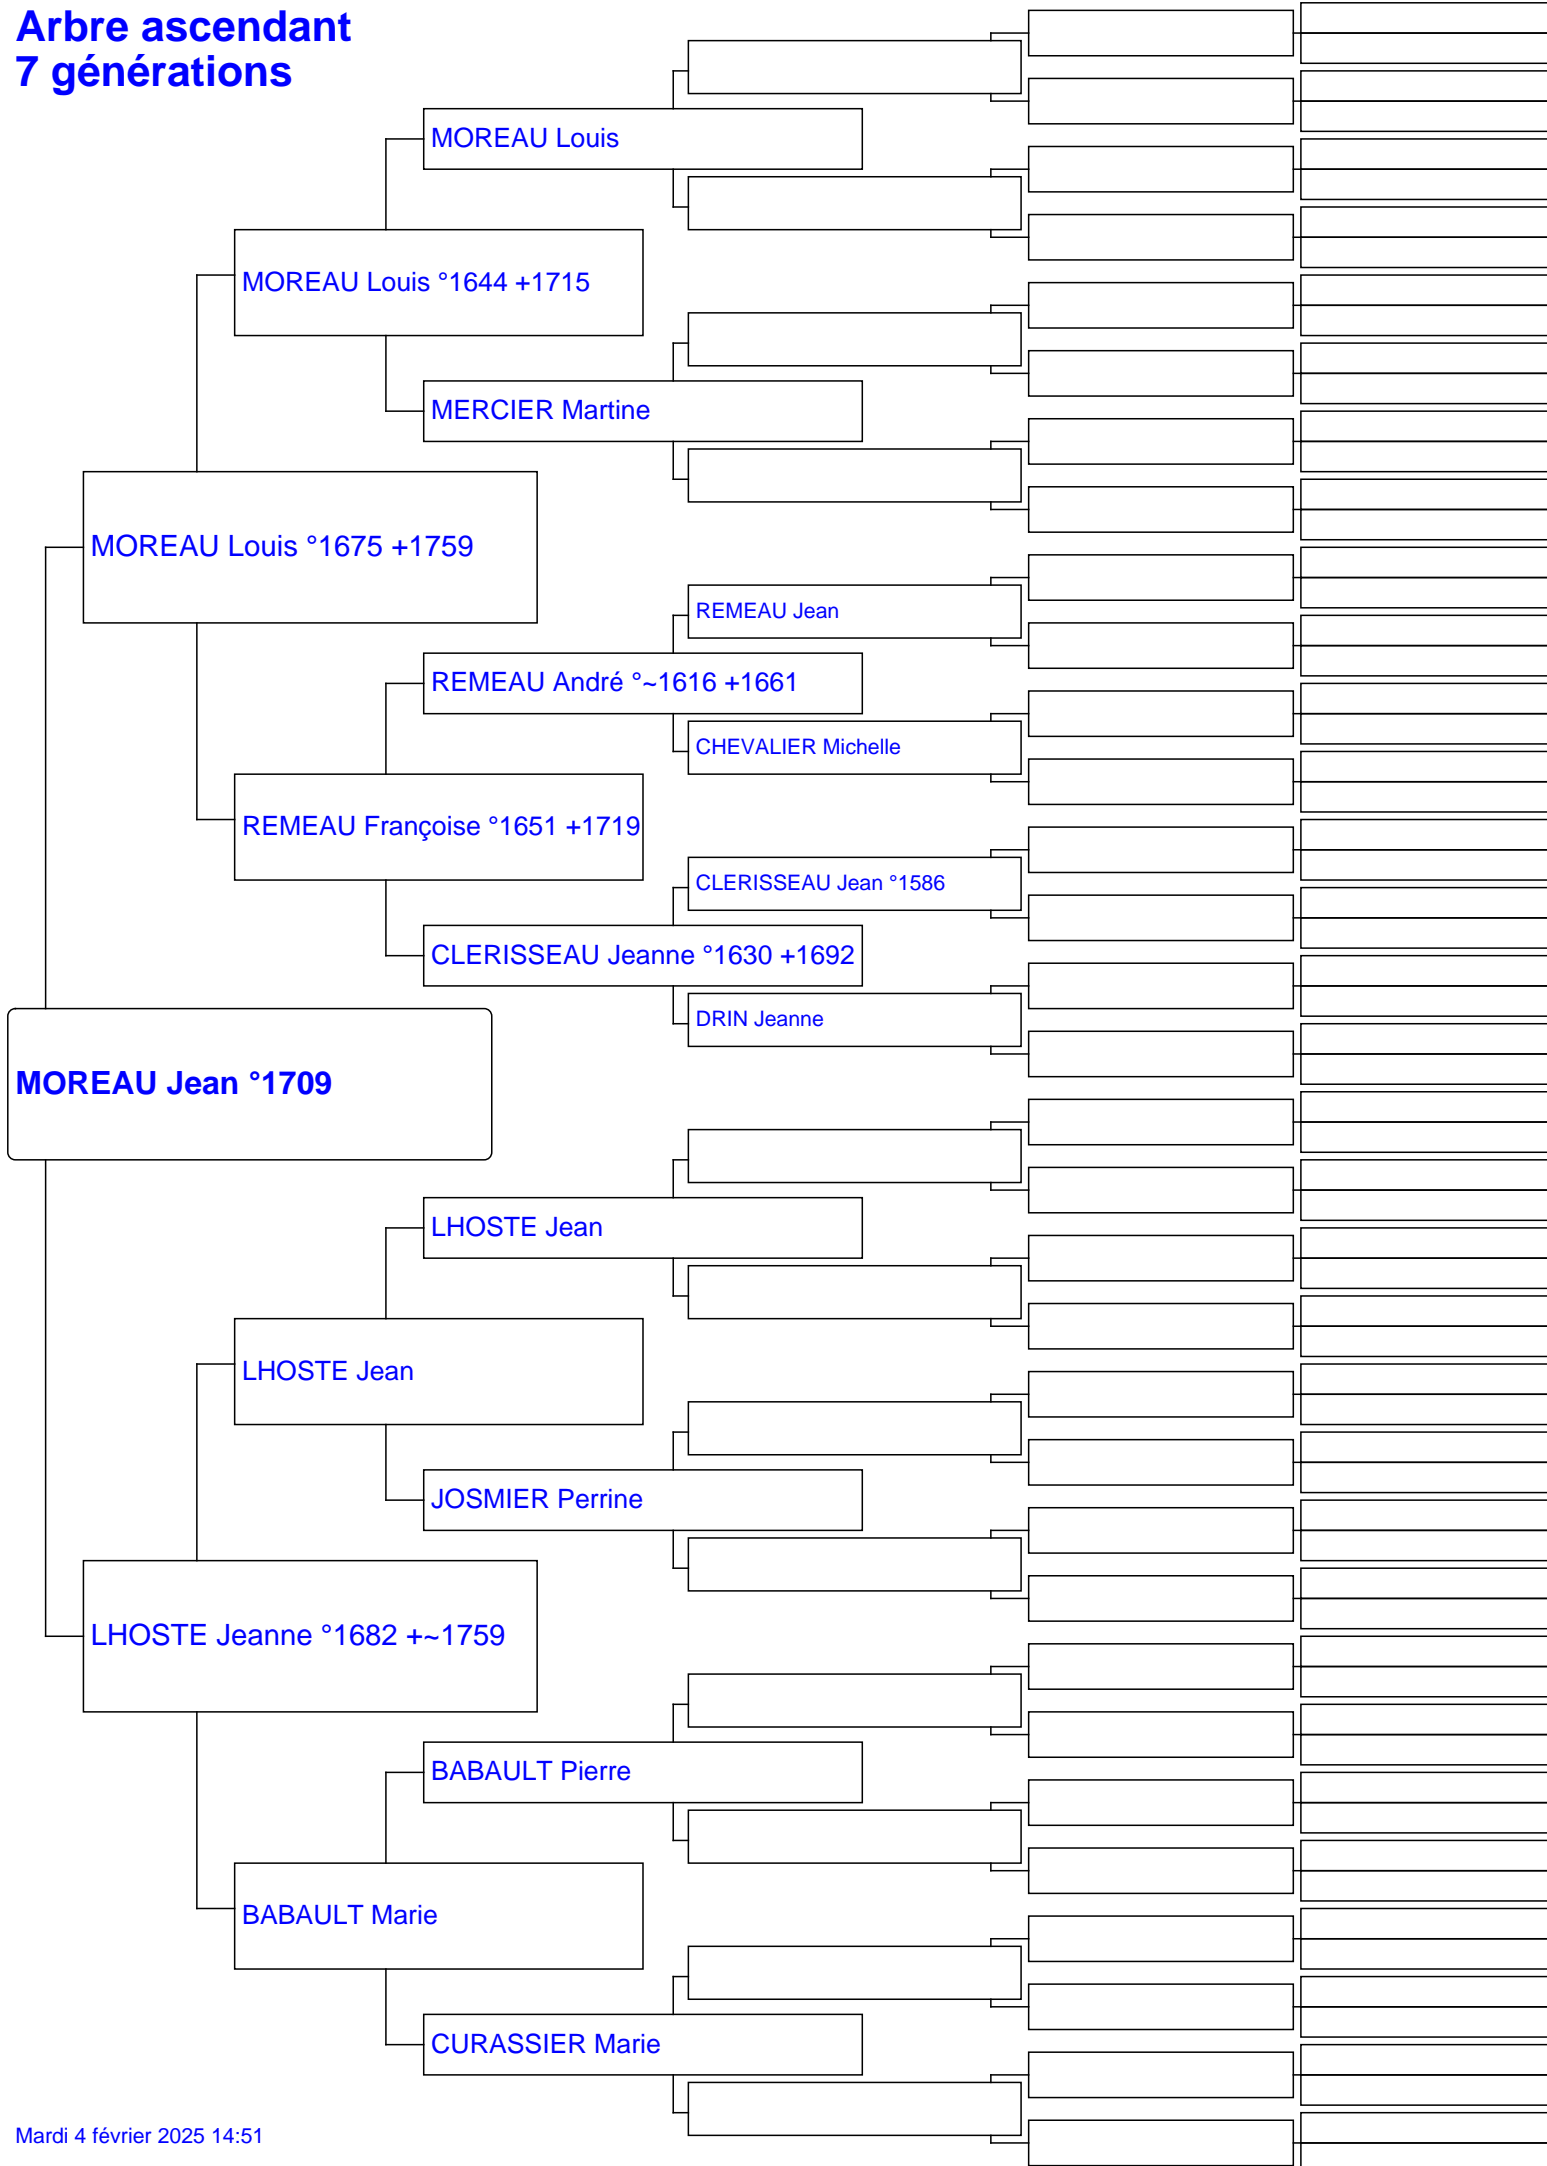 Arbre ascendant
7 générations
MOREAU Louis
MOREAU Louis °1644 +1715
MERCIER Martine
MOREAU Louis °1675 +1759
REMEAU Jean
REMEAU André °~1616 +1661
CHEVALIER Michelle
REMEAU Françoise °1651 +1719
CLERISSEAU Jean °1586
CLERISSEAU Jeanne °1630 +1692
DRIN Jeanne
MOREAU Jean °1709
LHOSTE Jean
LHOSTE Jean
JOSMIER Perrine
LHOSTE Jeanne °1682 +~1759
BABAULT Pierre
BABAULT Marie
CURASSIER Marie
Mardi 4 février 2025 14:51